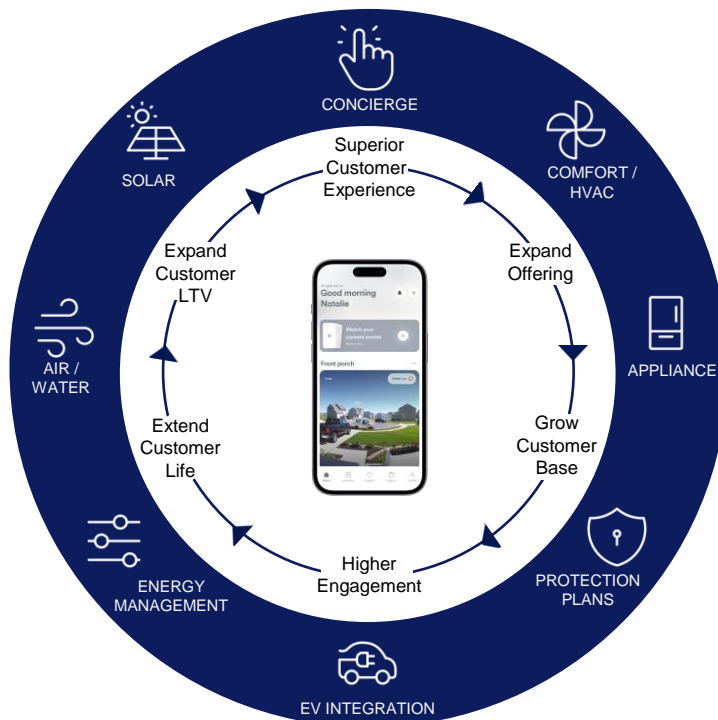 CONCIERGE
COMFORT /
HVAC
APPLIANCE
PROTECTION
PLANS
EV INTEGRATION
ENERGY
MANAGEMENT
AIR /
WATER
SOLAR
Superior
Customer
Experience
Expand
Offering
Grow
Customer
Base
Higher
Engagement
Extend
Customer
Life
Expand
Customer
LTV
Good morning
Natalie
Watch your
camera events
Front porch